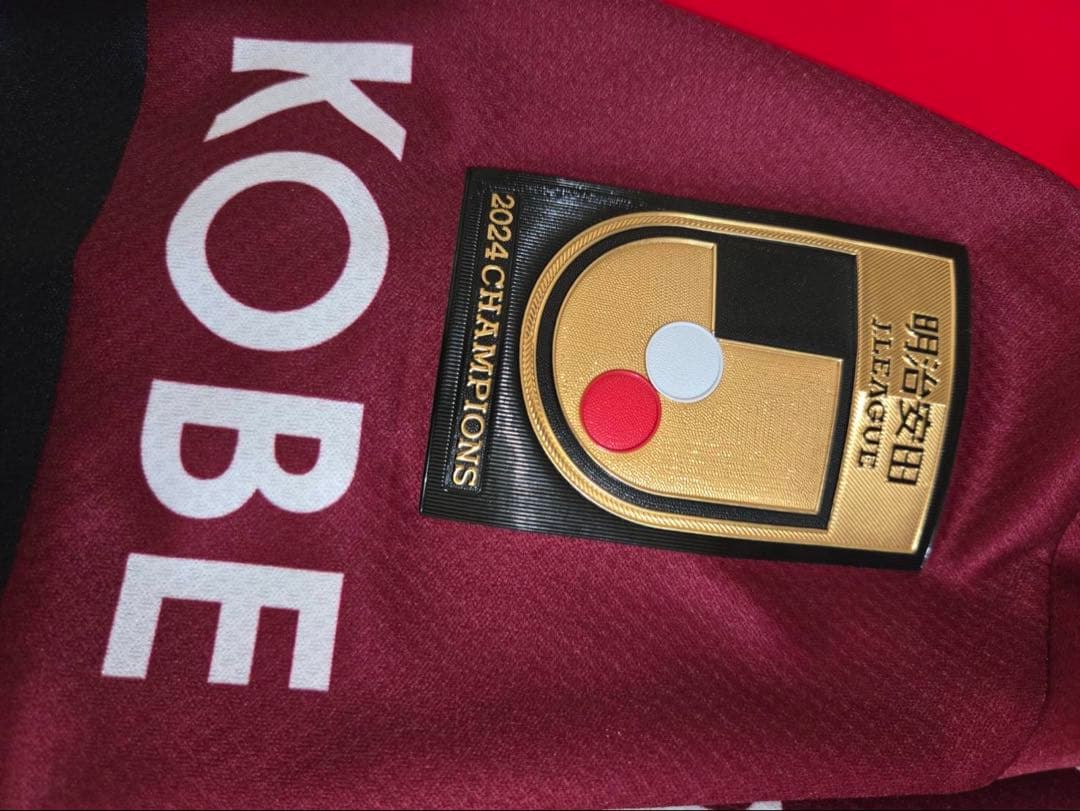 明治安田
J.LEAGUE
2024 CHAMPIONS
KOBE